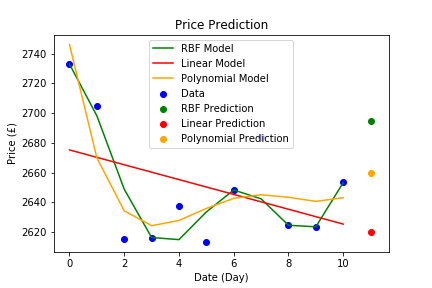 Price Prediction
RBF Model
Linear Model
Polynomial Model
Data
RBF Prediction
Linear Prediction
Polynomial Prediction
Price (£)
2740
2720
2700
2680
2660
2640
2620
0 2 4 6 8 10
Date (Day)